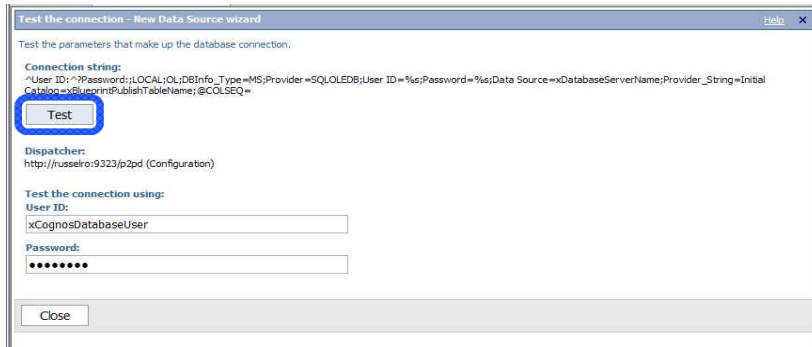 Test the connection - New Data Source wizard Help X
Test the parameters that make up the database connection.
Connection string:
^User ID:^?Password:;LOCAL;OL;DBInfo_Type=MS;Provider=SQLOLEDB;User ID=%s;Password=%s;Data Source=xDatabaseServerName;Provider_String=Initial
Catalog=xBlueprintPublishTableName;@COLSEQ=
Test
Dispatcher:
http://russelro:9323/p2pd (Configuration)
Test the connection using:
User ID:
xCognosDatabaseUser
Password:
●●●●●●●●
Close